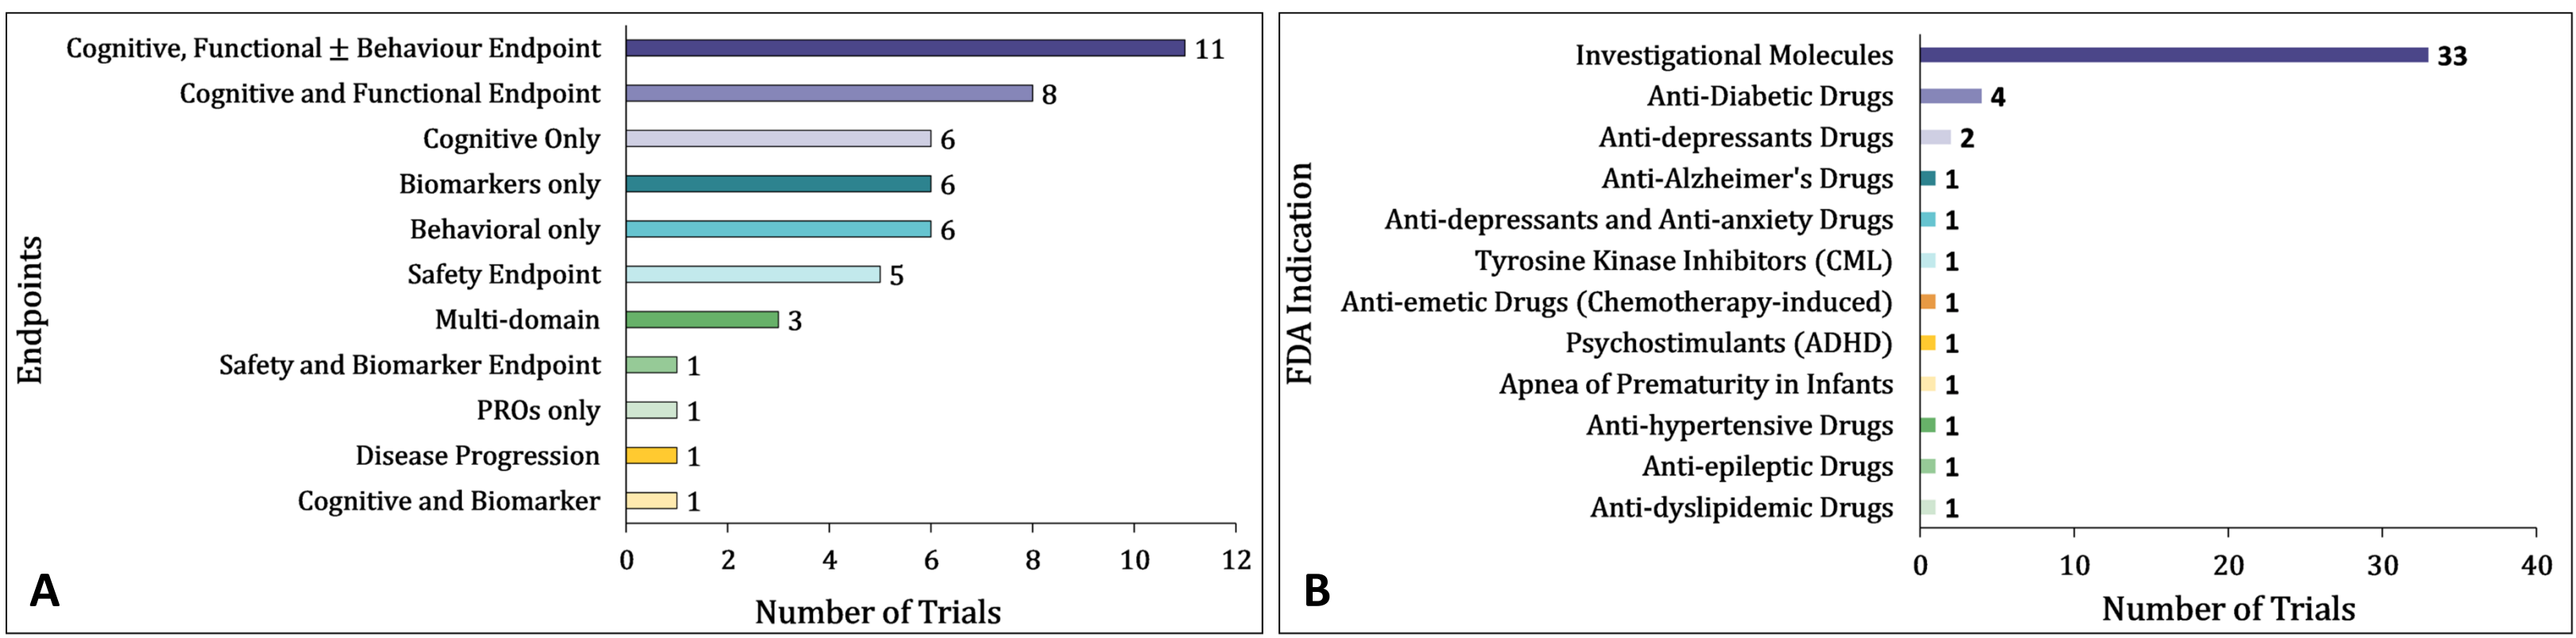 Endpoints
Cognitive, Functional ± Behaviour Endpoint 11
Cognitive and Functional Endpoint 8
Cognitive Only 6
Biomarkers only 6
Behavioral only 6
Safety Endpoint 5
Multi-domain 3
Safety and Biomarker Endpoint 1
PROs only 1
Disease Progression 1
Cognitive and Biomarker 1
0 2 4 6 8 10 12
Number of Trials
A
FDA Indication
Investigational Molecules 33
Anti-Diabetic Drugs 4
Anti-depressants Drugs 2
Anti-Alzheimer's Drugs 1
Anti-depressants and Anti-anxiety Drugs 1
Tyrosine Kinase Inhibitors (CML) 1
Anti-emetic Drugs (Chemotherapy-induced) 1
Psychostimulants (ADHD) 1
Apnea of Prematurity in Infants 1
Anti-hypertensive Drugs 1
Anti-epileptic Drugs 1
Anti-dyslipidemic Drugs 1
0 10 20 30 40
Number of Trials
B